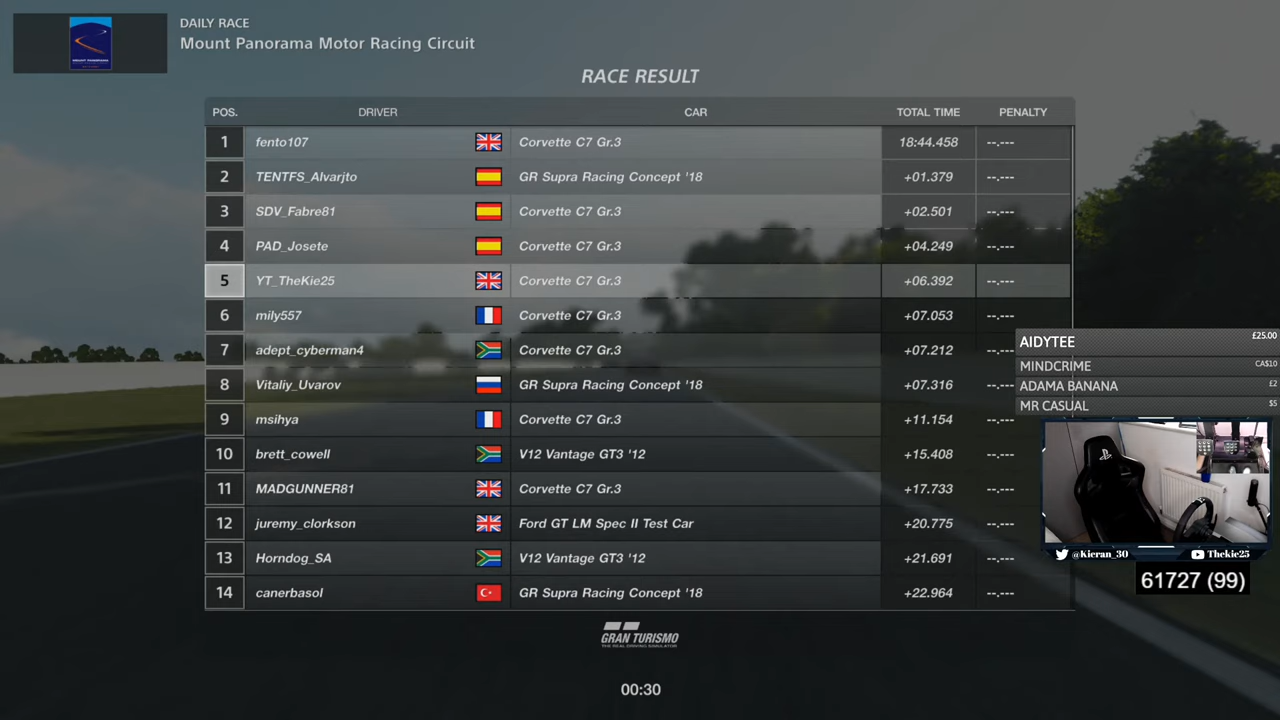 DAILY RACE
Mount Panorama Motor Racing Circuit
MOUNT PANORAMA
RACE RESULT
POS. DRIVER CAR TOTAL TIME PENALTY
1 fento107 Corvette C7 Gr.3 18:44.458 --.---
2 TENTFS_Alvarjto GR Supra Racing Concept '18 +01.379 --.---
3 SDV_Fabre81 Corvette C7 Gr.3 +02.501 --.---
4 PAD_Josete Corvette C7 Gr.3 +04.249 --.---
5 YT_TheKie25 Corvette C7 Gr.3 +06.392 --.---
6 mily557 Corvette C7 Gr.3 +07.053 --.---
7 adept_cyberman4 Corvette C7 Gr.3 +07.212 --.---
8 Vitaliy_Uvarov GR Supra Racing Concept '18 +07.316 --.---
9 msihya Corvette C7 Gr.3 +11.154 --.---
10 brett_cowell V12 Vantage GT3 '12 +15.408 --.---
11 MADGUNNER81 Corvette C7 Gr.3 +17.733 --.---
12 juremy_clorkson Ford GT LM Spec II Test Car +20.775 --.---
13 Horndog_SA V12 Vantage GT3 '12 +21.691 --.---
14 canerbasol GR Supra Racing Concept '18 +22.964 --.---
AIDYTEE £25.00
MINDCRIME CA$10
ADAMA BANANA £2
MR CASUAL $5
@Kieran_30 Thekie25
61727 (99)
GRAN TURISMO
THE REAL DRIVING SIMULATOR
00:30